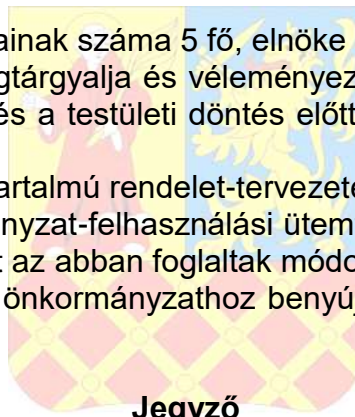 ainak száma 5 fő, elnöke
gtárgyalja és véleményez
és a testületi döntés előtt
artalmú rendelet-tervezete
nyzat-felhasználási ütem
t az abban foglaltak módo
önkormányzathoz benyúj
Jegyző